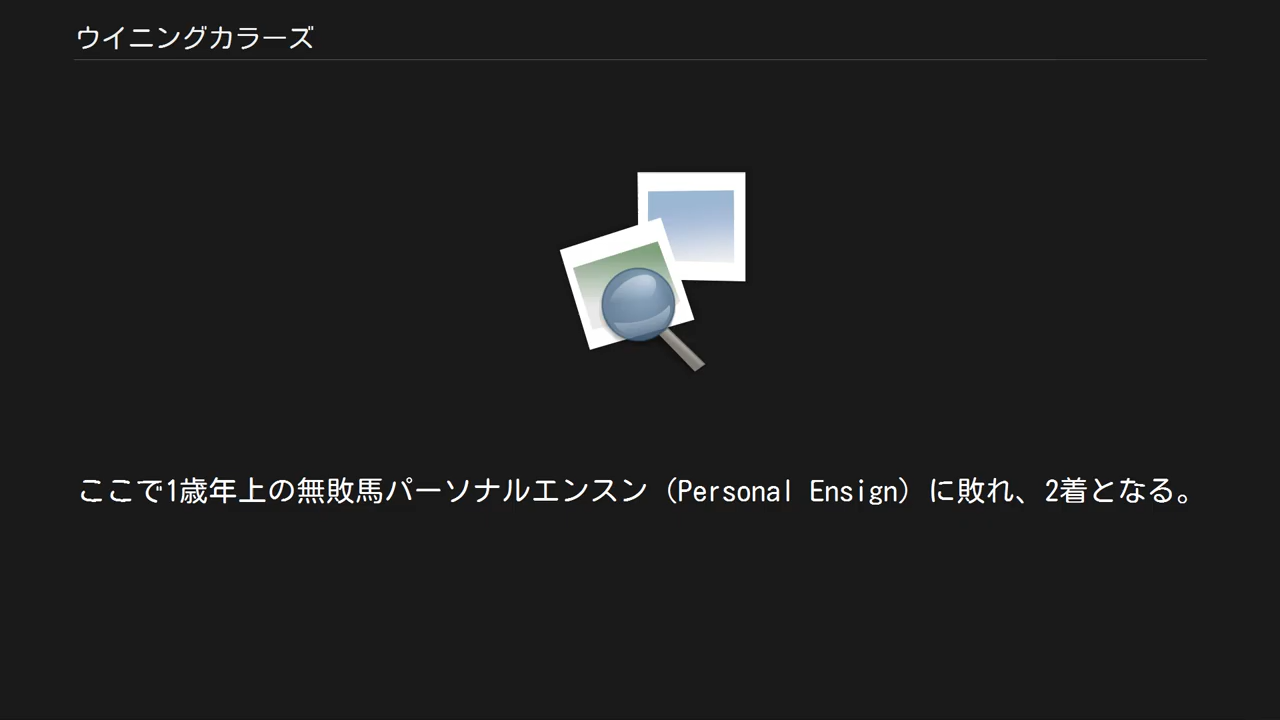 ウイニングカラーズ
ここで1歳年上の無敗馬パーソナルエンスン（Personal Ensign）に敗れ、2着となる。